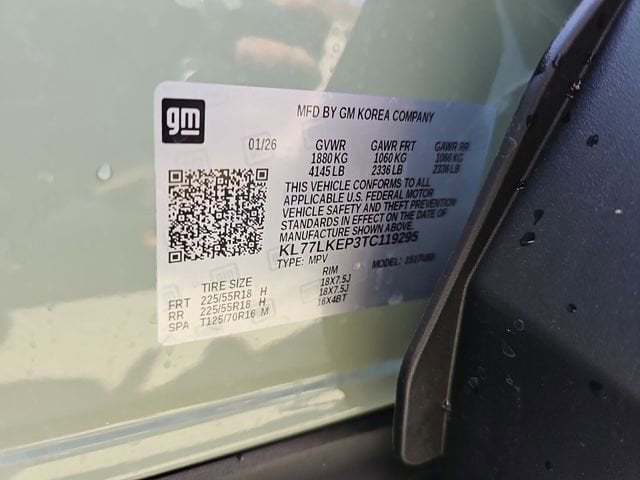 gm
MFD BY GM KOREA COMPANY
01/26 GVWR GAWR FRT GAWR RR
1880 KG 1060 KG 1060 KG
4145 LB 2336 LB 2336 LB
THIS VEHICLE CONFORMS TO ALL
APPLICABLE U.S. FEDERAL MOTOR
VEHICLE SAFETY AND THEFT PREVENTION
STANDARDS IN EFFECT ON THE DATE OF
MANUFACTURE SHOWN ABOVE.
KL77LKEP3TC119295
TYPE: MPV MODEL:
TIRE SIZE RIM
FRT 225/55R18 H 18X7.5J
RR 225/55R18 H 18X7.5J
SPA T125/70R16 M 16X4BT